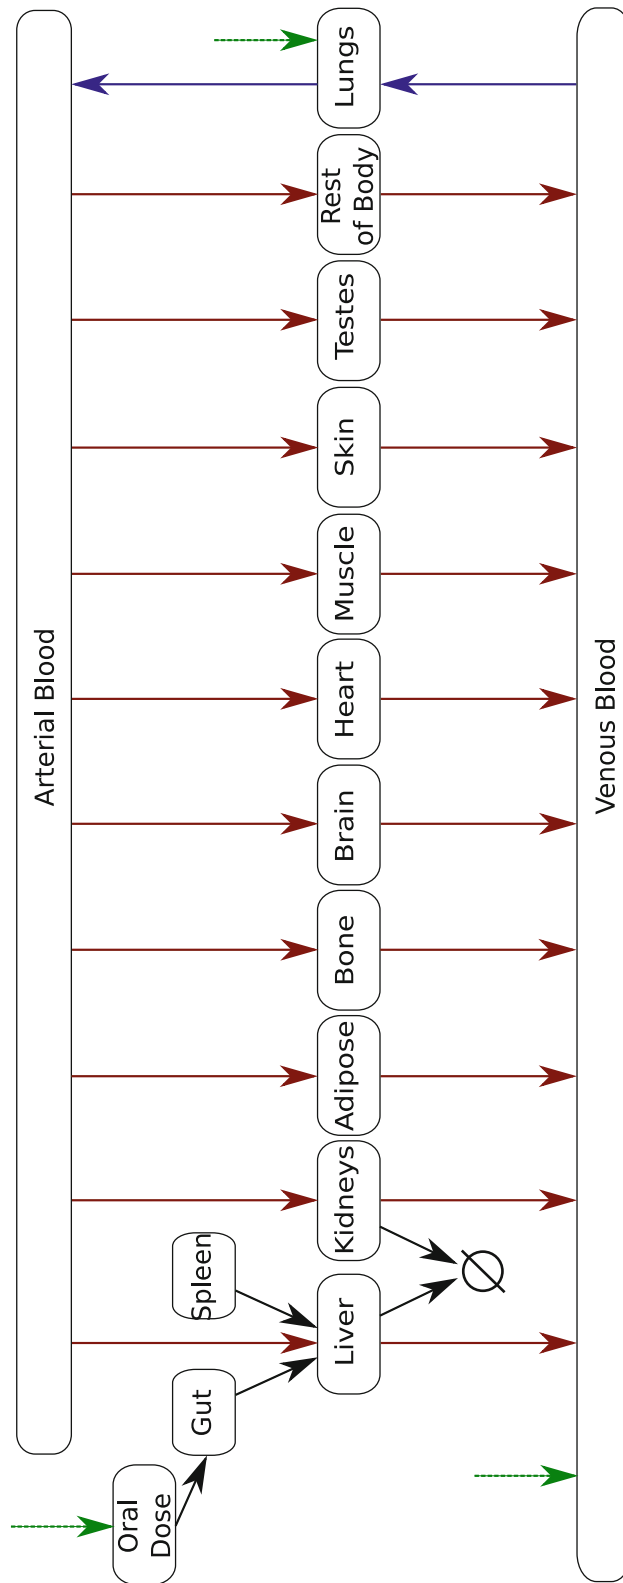 Arterial Blood
Lungs
Rest
of Body
Testes
Skin
Muscle
Heart
Brain
Bone
Adipose
Kidneys
Spleen
Liver
Gut
Oral
Dose
Venous Blood